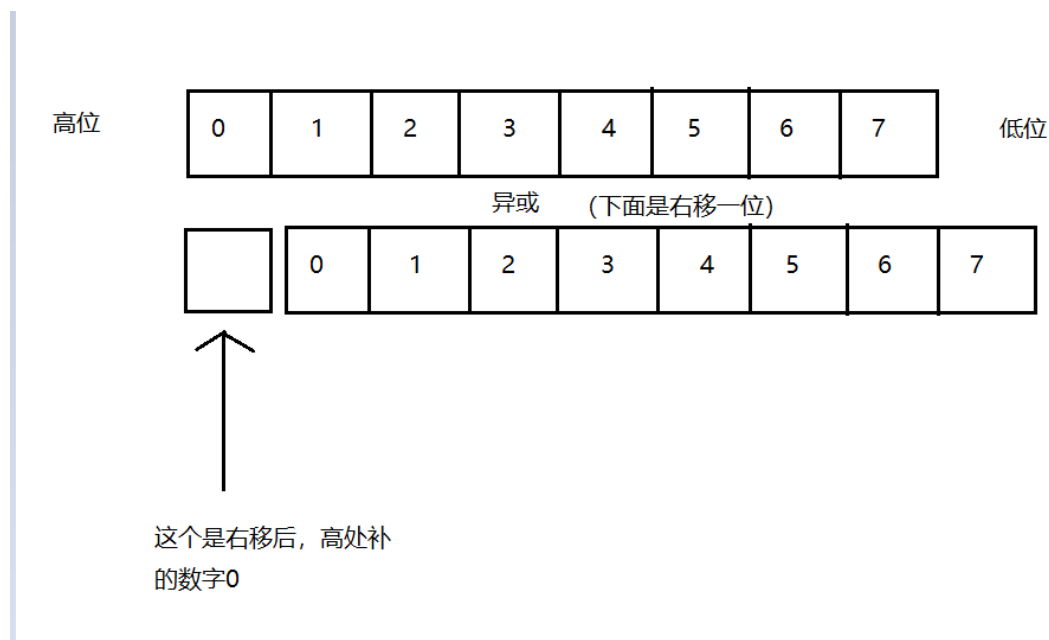 高位 0 1 2 3 4 5 6 7 低位
异或 (下面是右移一位)
0 1 2 3 4 5 6 7
这个是右移后，高处补
的数字0